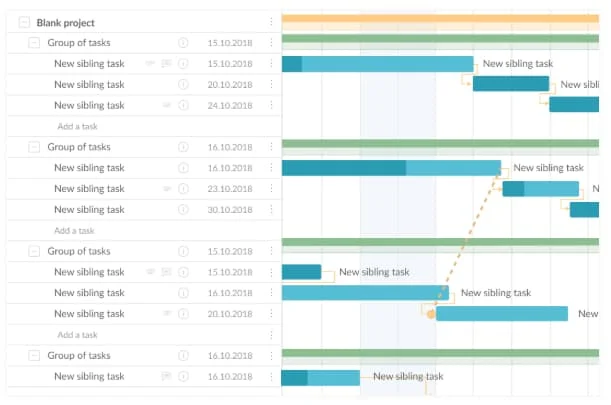 Blank project
Group of tasks 15.10.2018
New sibling task 15.10.2018 New sibling task
New sibling task 20.10.2018 New sibl
New sibling task 24.10.2018
Add a task
Group of tasks 16.10.2018
New sibling task 16.10.2018 New sibling task
New sibling task 23.10.2018 N
New sibling task 30.10.2018
Add a task
Group of tasks 15.10.2018
New sibling task 15.10.2018 New sibling task
New sibling task 16.10.2018 New sibling task
New sibling task 20.10.2018 New
Add a task
Group of tasks 16.10.2018
New sibling task 16.10.2018 New sibling task